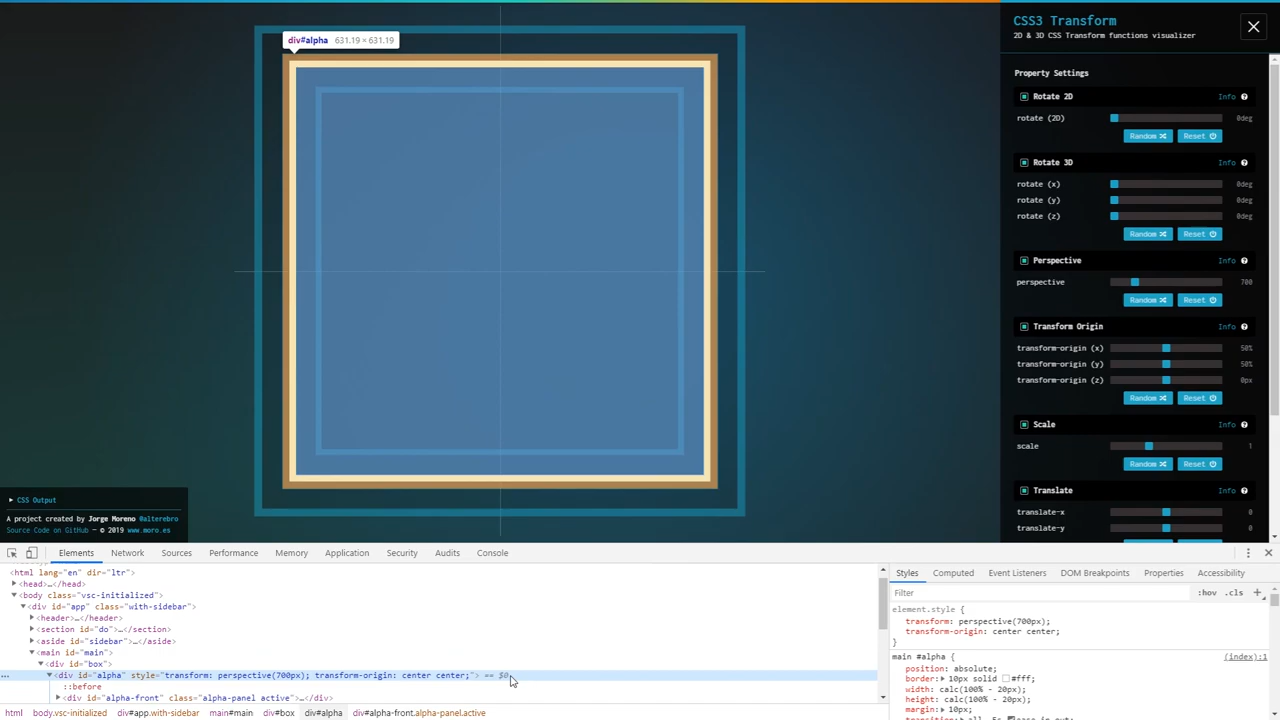 CSS3 Transform
2D & 3D CSS Transform functions visualizer
div#alpha 631.19 × 631.19
Property Settings
Rotate 2D Info
rotate (2D) 0deg
Random Reset
Rotate 3D Info
rotate (x) 0deg
rotate (y) 0deg
rotate (z) 0deg
Random Reset
Perspective Info
perspective 700
Random Reset
Transform Origin Info
transform-origin (x) 50%
transform-origin (y) 50%
transform-origin (z) 0px
Random Reset
Scale Info
scale 1
Random Reset
Translate Info
translate-x 0
translate-y 0
CSS Output
A project created by Jorge Moreno @alterebro
Source Code on GitHub — © 2019 www.moro.es
Elements Network Sources Performance Memory Application Security Audits Console
<html lang="en" dir="ltr">
<head>…</head>
<body class="vsc-initialized">
<div id="app" class="with-sidebar">
<header>…</header>
<section id="do">…</section>
<aside id="sidebar">…</aside>
<main id="main">
<div id="box">
… <div id="alpha" style="transform: perspective(700px); transform-origin: center center;"> == $0
::before
<div id="alpha-front" class="alpha-panel active">…</div>
html body.vsc-initialized div#app.with-sidebar main#main div#box div#alpha div#alpha-front.alpha-panel.active
Styles Computed Event Listeners DOM Breakpoints Properties Accessibility
Filter :hov .cls +
element.style {
transform: perspective(700px);
transform-origin: center center;
}
main #alpha { (index):1
position: absolute;
border: 10px solid #fff;
width: calc(100% - 20px);
height: calc(100% - 20px);
margin: 10px;